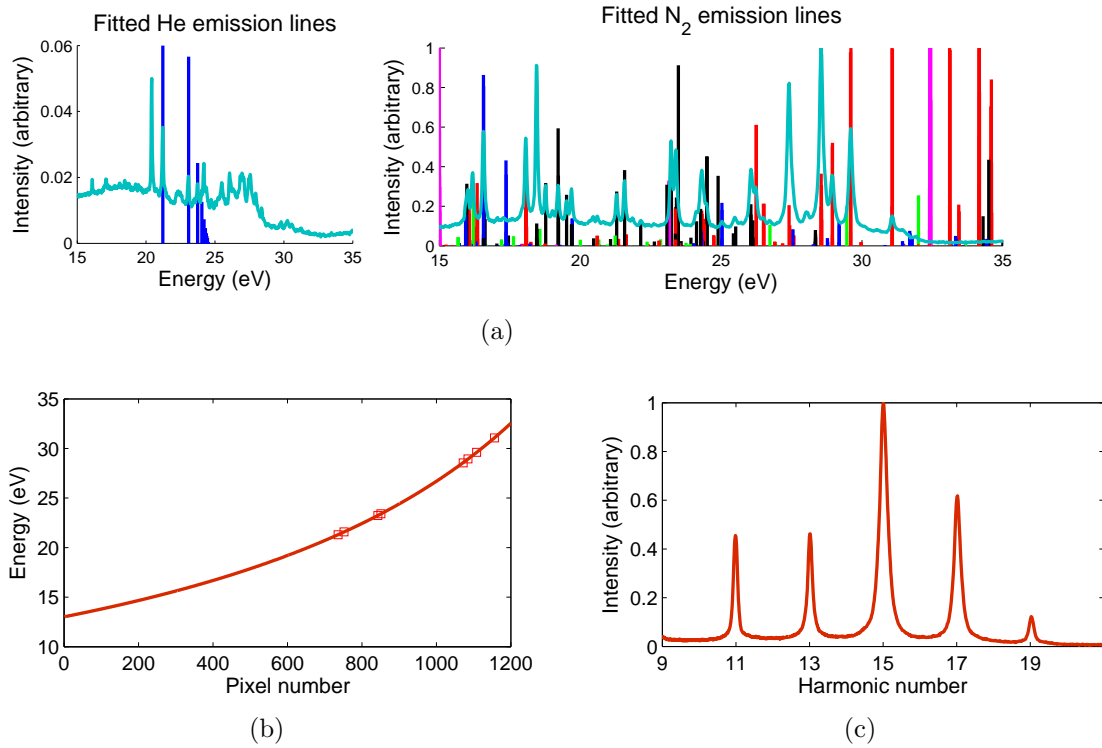 Fitted He emission lines
Fitted N2 emission lines
Intensity (arbitrary)
0.06
0.04
0.02
0
15 20 25 30 35
Energy (eV)
Intensity (arbitrary)
1
0.8
0.6
0.4
0.2
0
15 20 25 30 35
Energy (eV)
(a)
Energy (eV)
35
30
25
20
15
10
0 200 400 600 800 1000 1200
Pixel number
(b)
Intensity (arbitrary)
1
0.8
0.6
0.4
0.2
0
9 11 13 15 17 19
Harmonic number
(c)